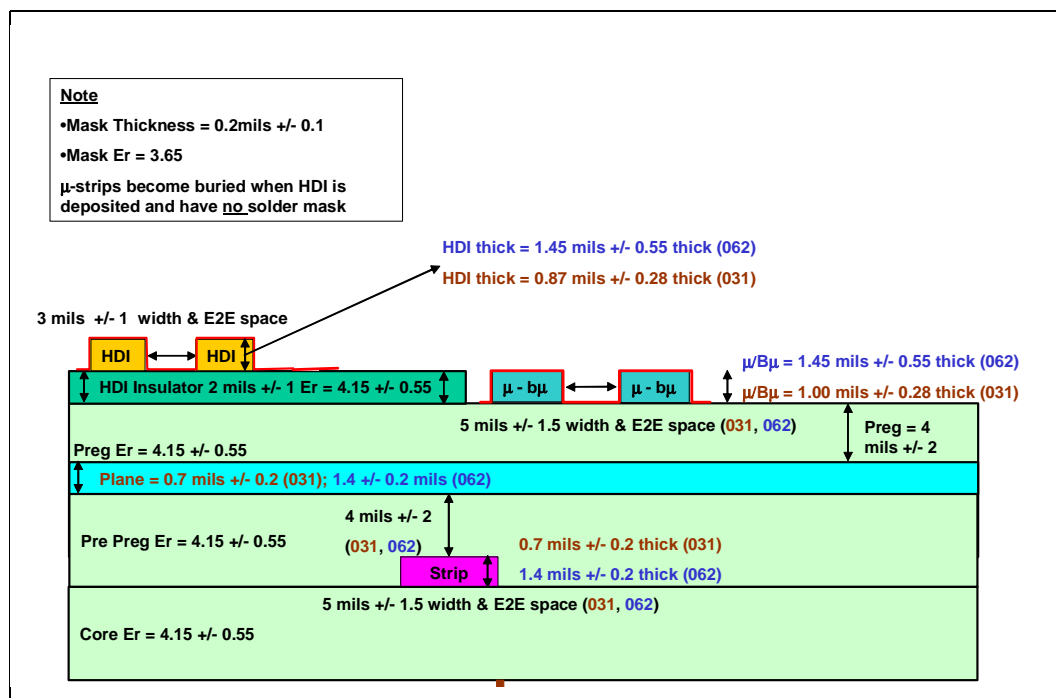 Note
•Mask Thickness = 0.2mils +/- 0.1
•Mask Er = 3.65
μ-strips become buried when HDI is
deposited and have no solder mask
HDI thick = 1.45 mils +/- 0.55 thick (062)
HDI thick = 0.87 mils +/- 0.28 thick (031)
3 mils +/- 1 width & E2E space
HDI
HDI
HDI Insulator 2 mils +/- 1 Er = 4.15 +/- 0.55
μ - bμ
μ - bμ
μ/Bμ = 1.45 mils +/- 0.55 thick (062)
μ/Bμ = 1.00 mils +/- 0.28 thick (031)
5 mils +/- 1.5 width & E2E space (031, 062)
Preg = 4
mils +/- 2
Preg Er = 4.15 +/- 0.55
Plane = 0.7 mils +/- 0.2 (031); 1.4 +/- 0.2 mils (062)
4 mils +/- 2
(031, 062)
Pre Preg Er = 4.15 +/- 0.55
0.7 mils +/- 0.2 thick (031)
Strip
1.4 mils +/- 0.2 thick (062)
5 mils +/- 1.5 width & E2E space (031, 062)
Core Er = 4.15 +/- 0.55